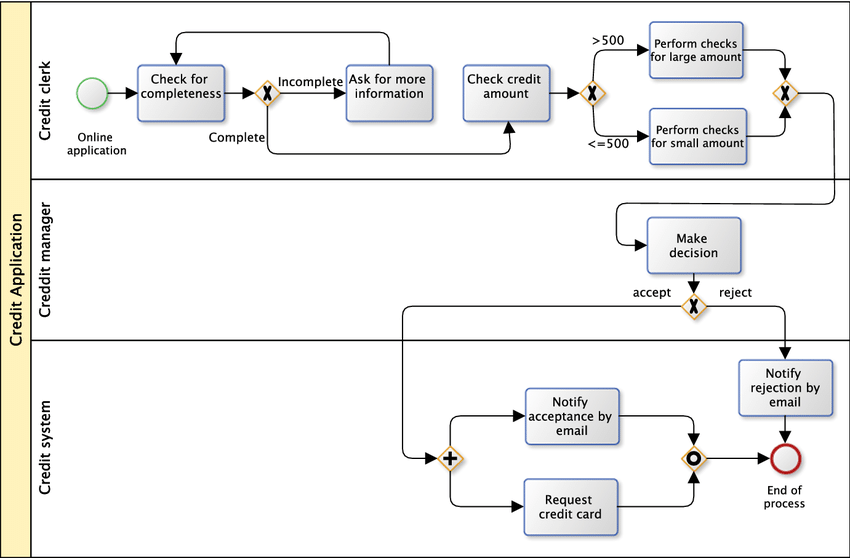 Credit Application
Credit clerk
Online
application
Check for
completeness
Incomplete
Complete
Ask for more
information
Check credit
amount
>500
<=500
Perform checks
for large amount
Perform checks
for small amount
Creddit manager
Make
decision
accept
reject
Credit system
Notify
acceptance by
email
Request
credit card
Notify
rejection by
email
End of
process